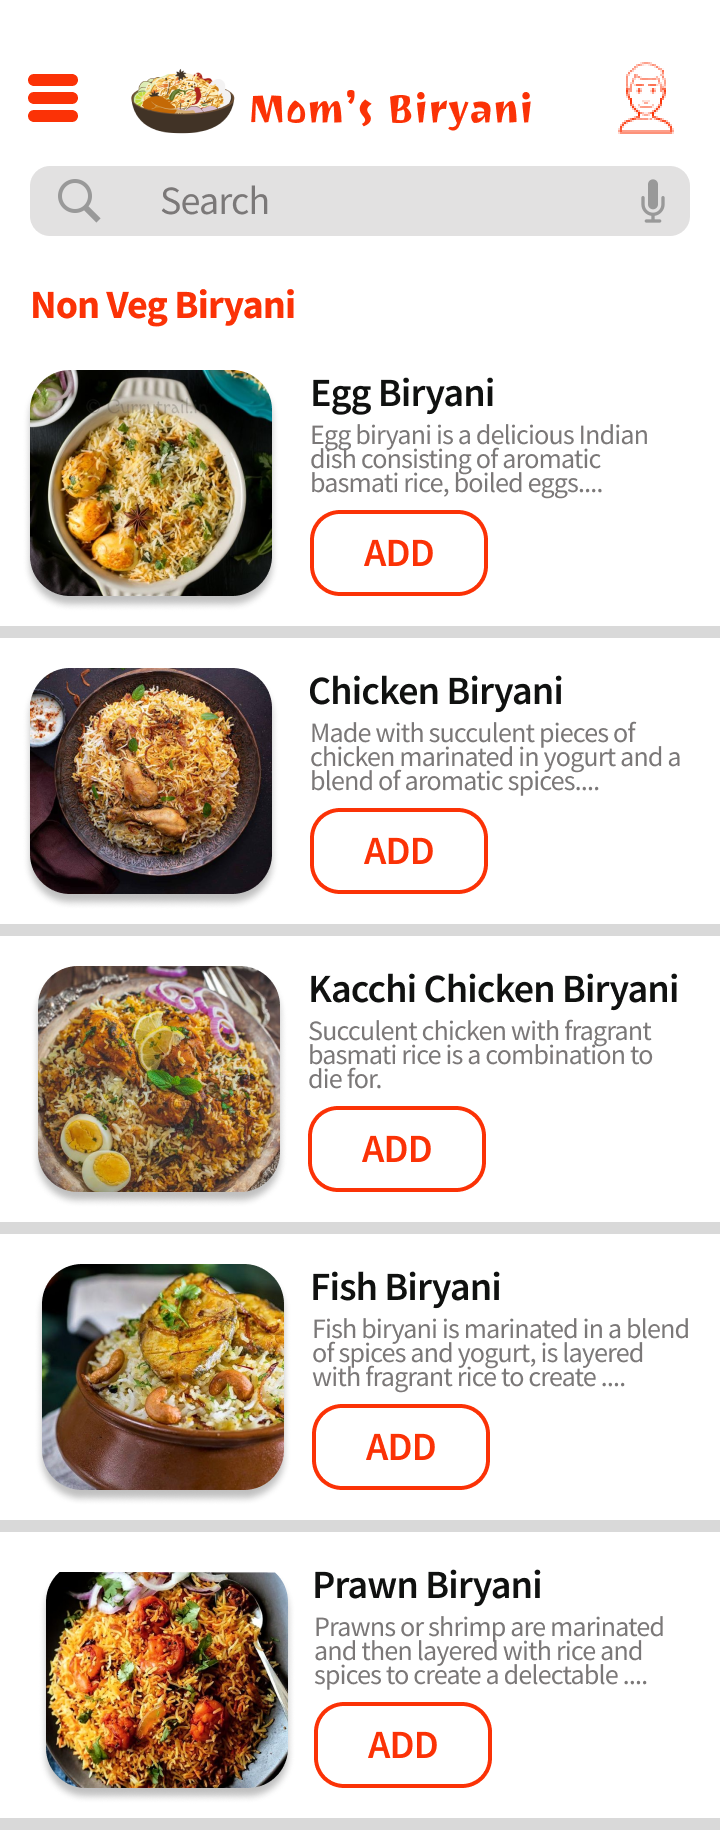 Mom's Biryani
Search
Non Veg Biryani
Egg Biryani
Egg biryani is a delicious Indian
dish consisting of aromatic
basmati rice, boiled eggs....
ADD
Chicken Biryani
Made with succulent pieces of
chicken marinated in yogurt and a
blend of aromatic spices....
ADD
Kacchi Chicken Biryani
Succulent chicken with fragrant
basmati rice is a combination to
die for.
ADD
Fish Biryani
Fish biryani is marinated in a blend
of spices and yogurt, is layered
with fragrant rice to create ....
ADD
Prawn Biryani
Prawns or shrimp are marinated
and then layered with rice and
spices to create a delectable ....
ADD